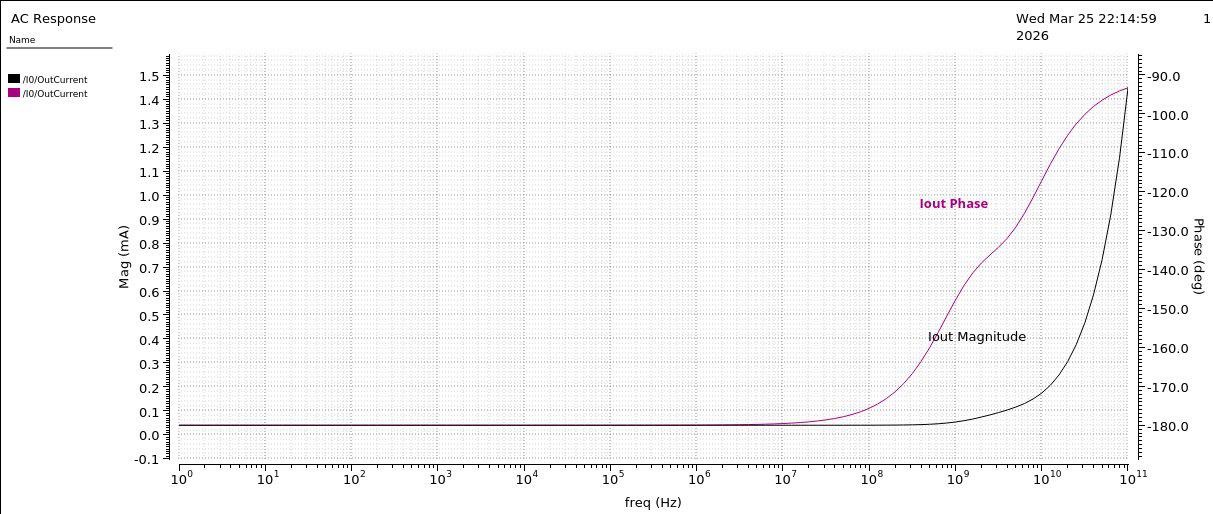 AC Response
Wed Mar 25 22:14:59 1
2026
Name
/I0/OutCurrent
/I0/OutCurrent
1.5
1.4
1.3
1.2
1.1
1.0
0.9
0.8
0.7
0.6
0.5
0.4
0.3
0.2
0.1
0.0
-0.1
Mag (mA)
Iout Phase
Iout Magnitude
-90.0
-100.0
-110.0
-120.0
-130.0
-140.0
-150.0
-160.0
-170.0
-180.0
Phase (deg)
10⁰ 10¹ 10² 10³ 10⁴ 10⁵ 10⁶ 10⁷ 10⁸ 10⁹ 10¹⁰ 10¹¹
freq (Hz)